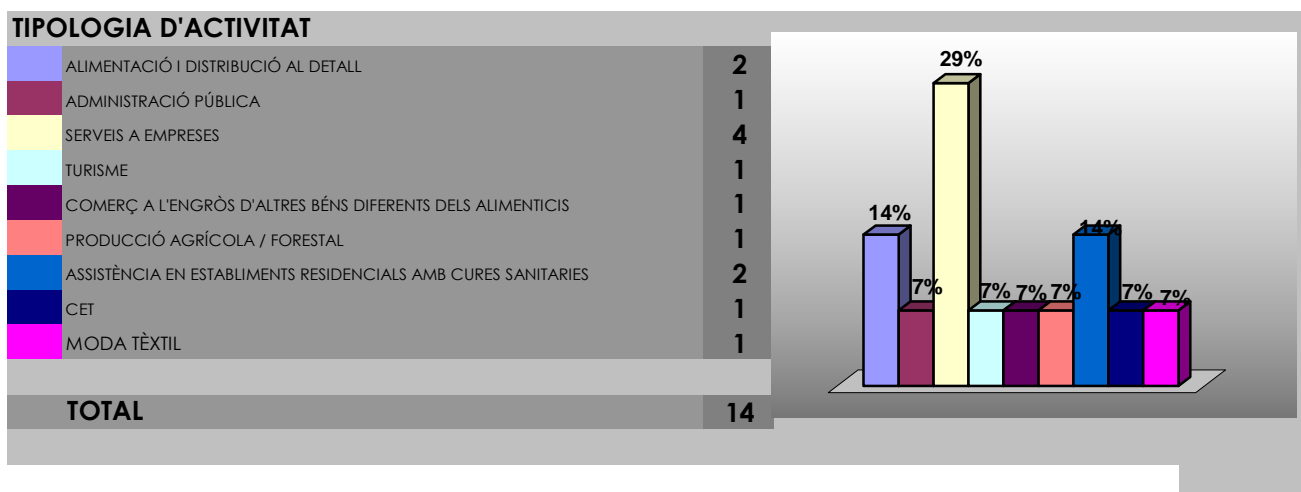 TIPOLOGIA D'ACTIVITAT
ALIMENTACIÓ I DISTRIBUCIÓ AL DETALL 2
ADMINISTRACIÓ PÚBLICA 1
SERVEIS A EMPRESES 4
TURISME 1
COMERÇ A L'ENGRÒS D'ALTRES BÉNS DIFERENTS DELS ALIMENTICIS 1
PRODUCCIÓ AGRÍCOLA / FORESTAL 1
ASSISTÈNCIA EN ESTABLIMENTS RESIDENCIALS AMB CURES SANITARIES 2
CET 1
MODA TÈXTIL 1
TOTAL 14
29%
14% 14%
7% 7% 7% 7% 7% 7%